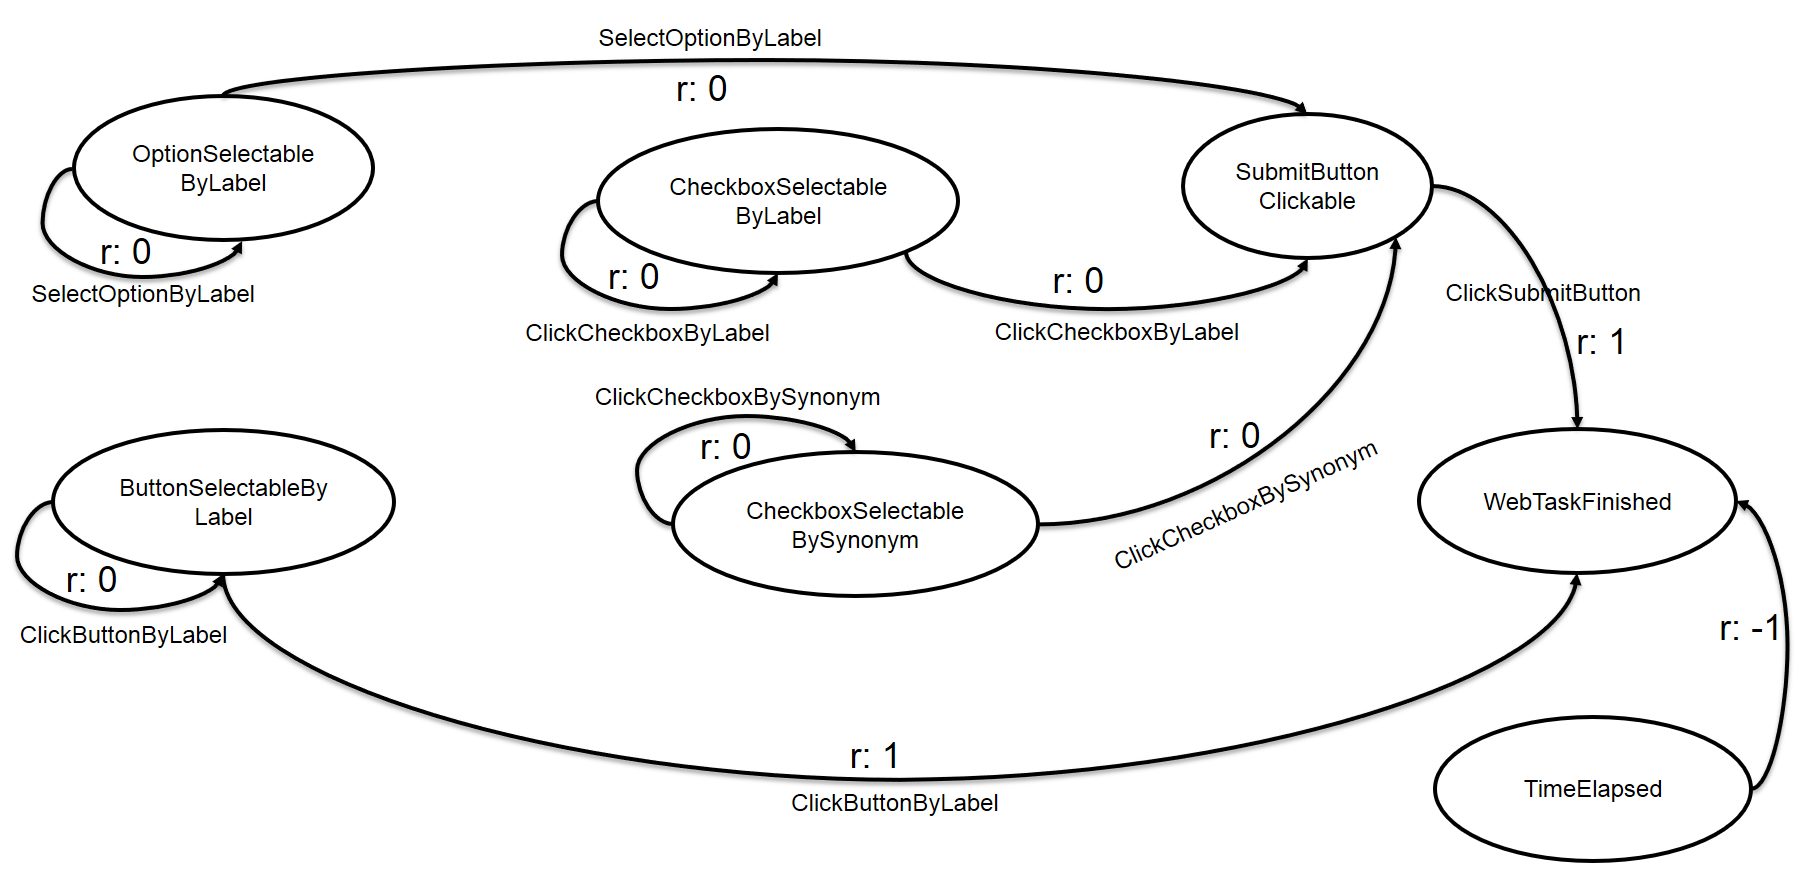 SelectOptionByLabel
r: 0
OptionSelectable
ByLabel
r: 0
SelectOptionByLabel
CheckboxSelectable
ByLabel
r: 0
ClickCheckboxByLabel
r: 0
ClickCheckboxByLabel
SubmitButton
Clickable
ClickSubmitButton
r: 1
ClickCheckboxBySynonym
r: 0
CheckboxSelectable
BySynonym
r: 0
ClickCheckboxBySynonym
ButtonSelectableBy
Label
r: 0
ClickButtonByLabel
WebTaskFinished
r: -1
r: 1
ClickButtonByLabel
TimeElapsed